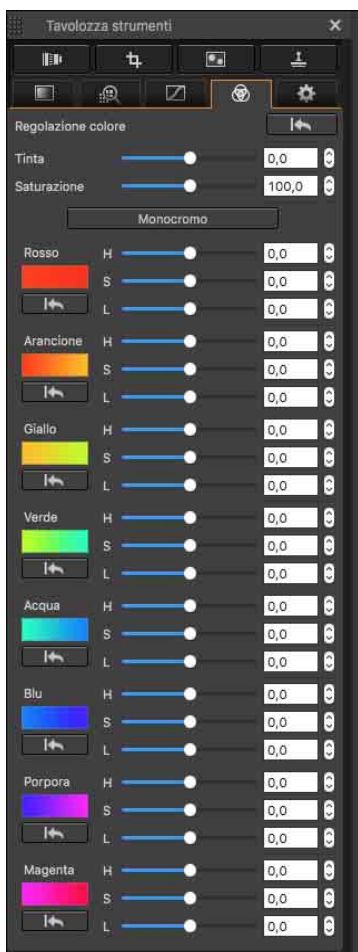 Tavolozza strumenti
Regolazione colore
Tinta 0,0
Saturazione 100,0
Monocromo
Rosso H 0,0
S 0,0
L 0,0
Arancione H 0,0
S 0,0
L 0,0
Giallo H 0,0
S 0,0
L 0,0
Verde H 0,0
S 0,0
L 0,0
Acqua H 0,0
S 0,0
L 0,0
Blu H 0,0
S 0,0
L 0,0
Porpora H 0,0
S 0,0
L 0,0
Magenta H 0,0
S 0,0
L 0,0